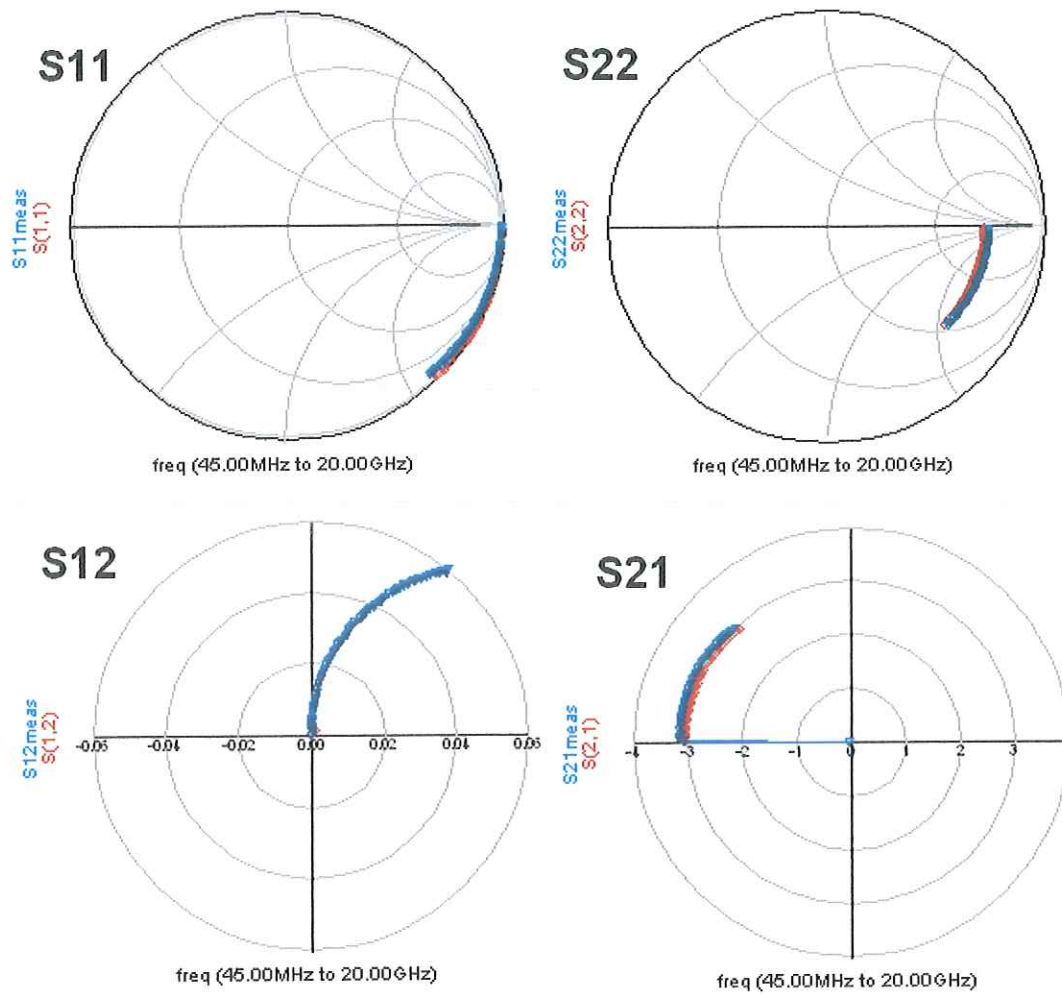 S11
S22
S11meas
S(1,1)
S22meas
S(2,2)
freq (45.00MHz to 20.00GHz)
freq (45.00MHz to 20.00GHz)
S12
S21
S12meas
S(1,2)
-0.06 -0.04 -0.02 0.00 0.02 0.04 0.06
S21meas
S(2,1)
-4 -3 -2 -1 0 1 2 3
freq (45.00MHz to 20.00GHz)
freq (45.00MHz to 20.00GHz)